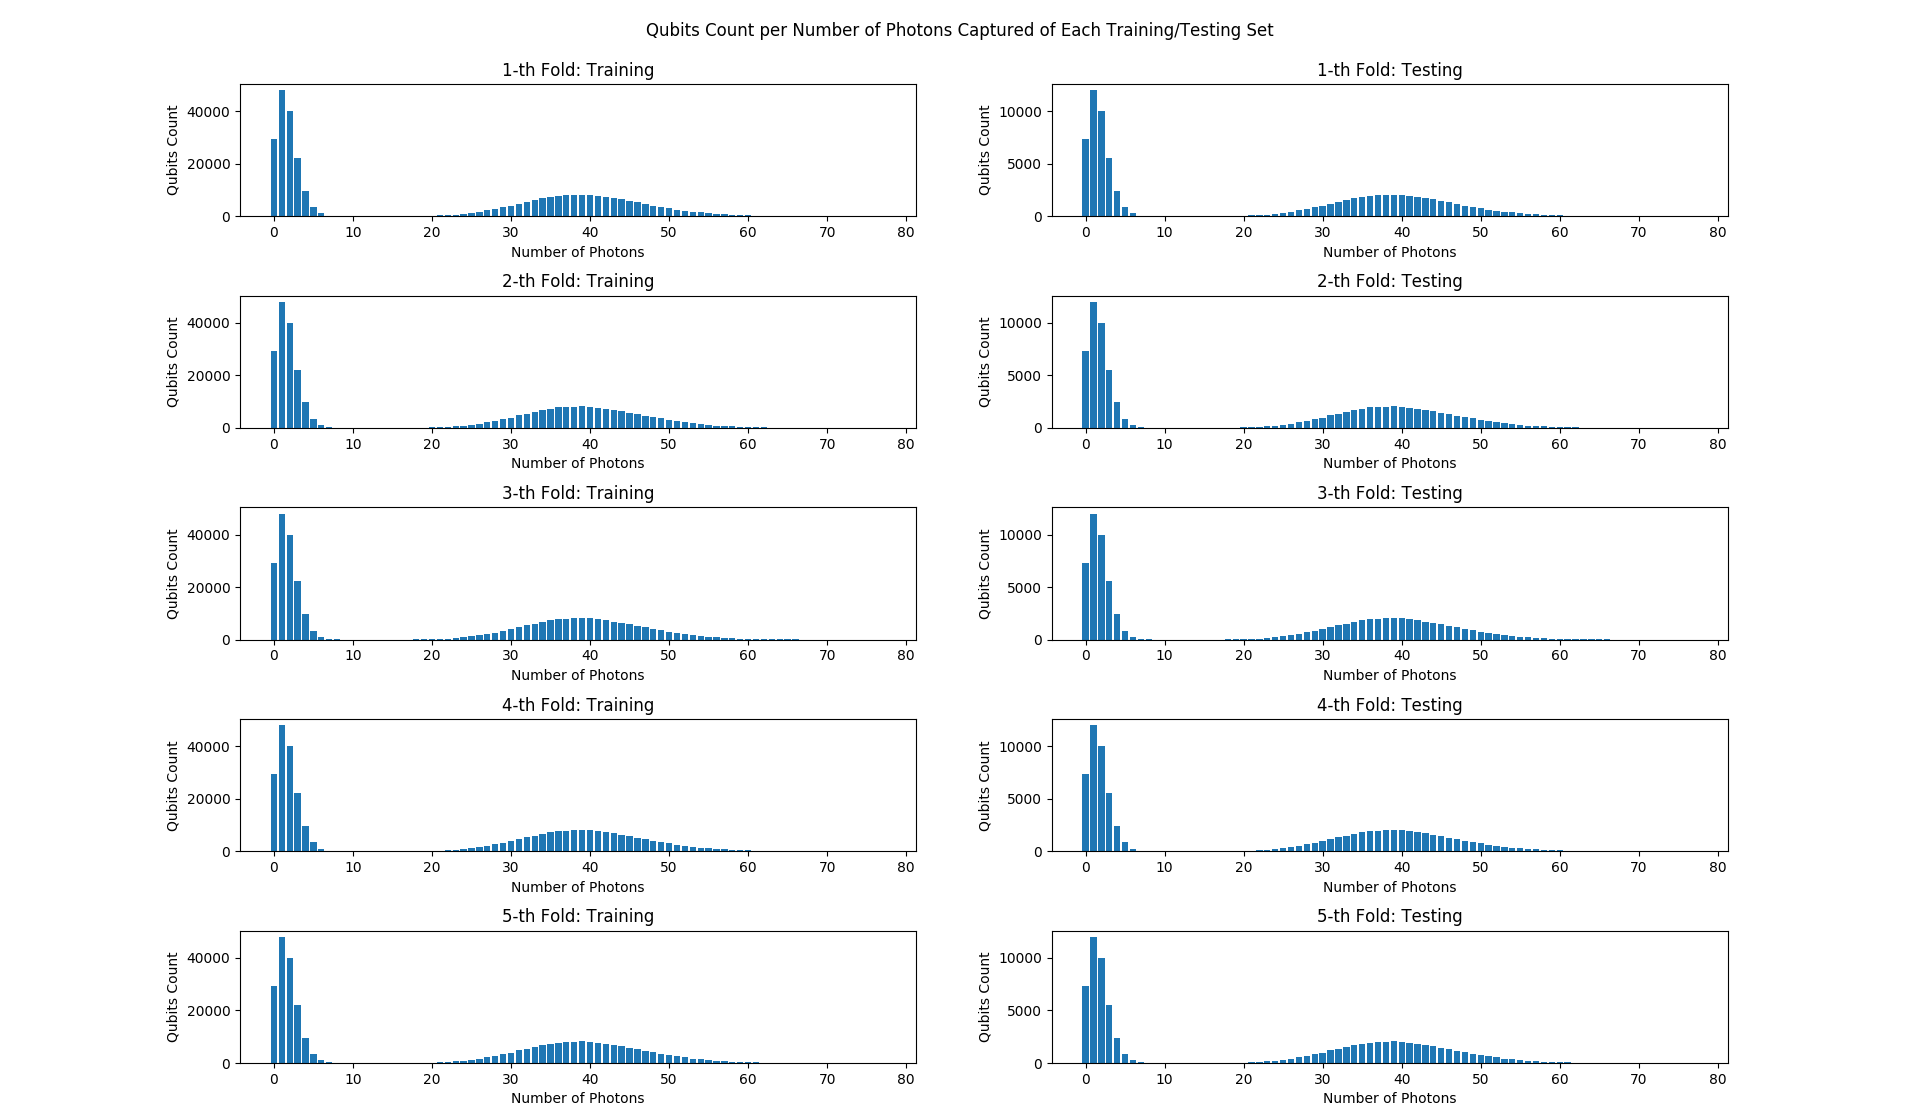 Qubits Count per Number of Photons Captured of Each Training/Testing Set
1-th Fold: Training
Qubits Count
40000
20000
0
0 10 20 30 40 50 60 70 80
Number of Photons
1-th Fold: Testing
Qubits Count
10000
5000
0
0 10 20 30 40 50 60 70 80
Number of Photons
2-th Fold: Training
Qubits Count
40000
20000
0
0 10 20 30 40 50 60 70 80
Number of Photons
2-th Fold: Testing
Qubits Count
10000
5000
0
0 10 20 30 40 50 60 70 80
Number of Photons
3-th Fold: Training
Qubits Count
40000
20000
0
0 10 20 30 40 50 60 70 80
Number of Photons
3-th Fold: Testing
Qubits Count
10000
5000
0
0 10 20 30 40 50 60 70 80
Number of Photons
4-th Fold: Training
Qubits Count
40000
20000
0
0 10 20 30 40 50 60 70 80
Number of Photons
4-th Fold: Testing
Qubits Count
10000
5000
0
0 10 20 30 40 50 60 70 80
Number of Photons
5-th Fold: Training
Qubits Count
40000
20000
0
0 10 20 30 40 50 60 70 80
Number of Photons
5-th Fold: Testing
Qubits Count
10000
5000
0
0 10 20 30 40 50 60 70 80
Number of Photons